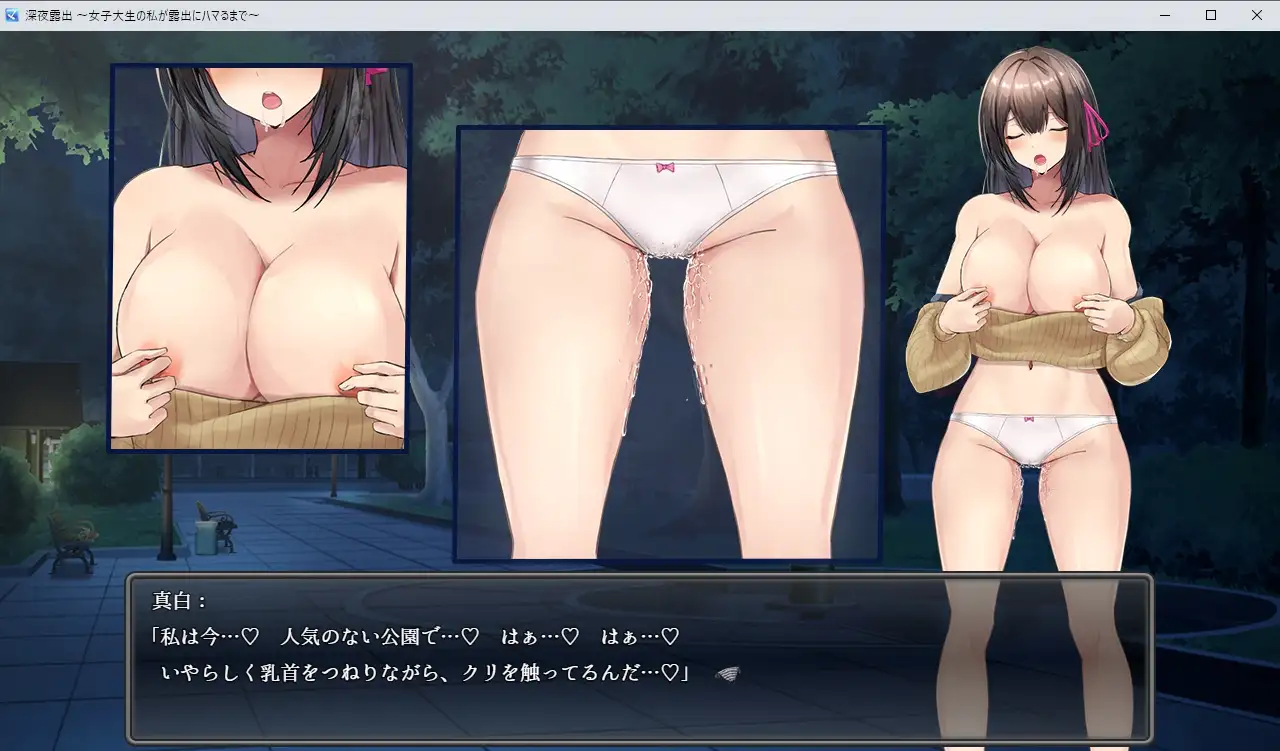 深夜露出 ～女子大生の私が露出にハマるまで～
真白：
「私は今…♡　人気のない公園で…♡　はぁ…♡　はぁ…♡
いやらしく乳首をつねりながら、クリを触ってるんだ…♡」